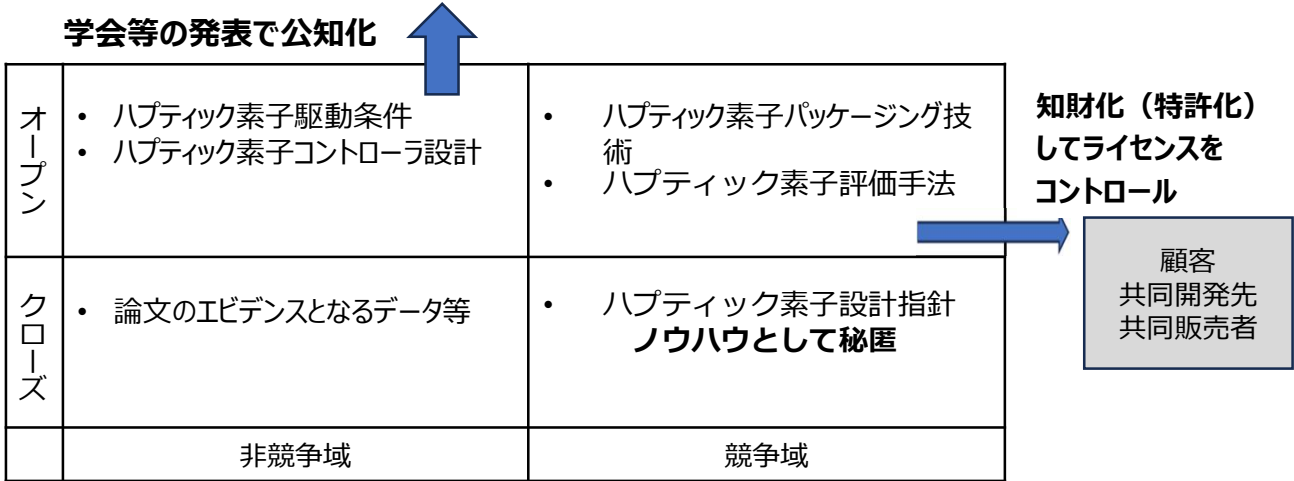 学会等の発表で公知化
オープン
• ハプティック素子駆動条件
• ハプティック素子コントローラ設計
• ハプティック素子パッケージング技
術
• ハプティック素子評価手法
知財化（特許化）
してライセンスを
コントロール
顧客
共同開発先
共同販売者
クローズ
• 論文のエビデンスとなるデータ等
• ハプティック素子設計指針
ノウハウとして秘匿
非競争域
競争域